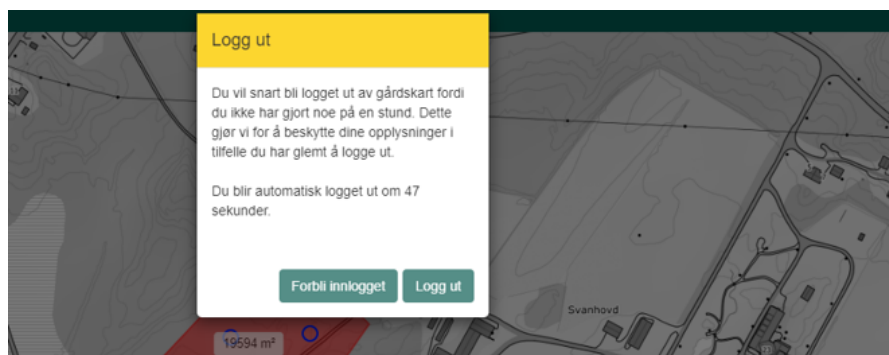 Logg ut
Du vil snart bli logget ut av gårdskart fordi
du ikke har gjort noe på en stund. Dette
gjør vi for å beskytte dine opplysninger i
tilfelle du har glemt å logge ut.
Du blir automatisk logget ut om 47
sekunder.
Forbli innlogget
Logg ut
Svanhovd
19594 m²